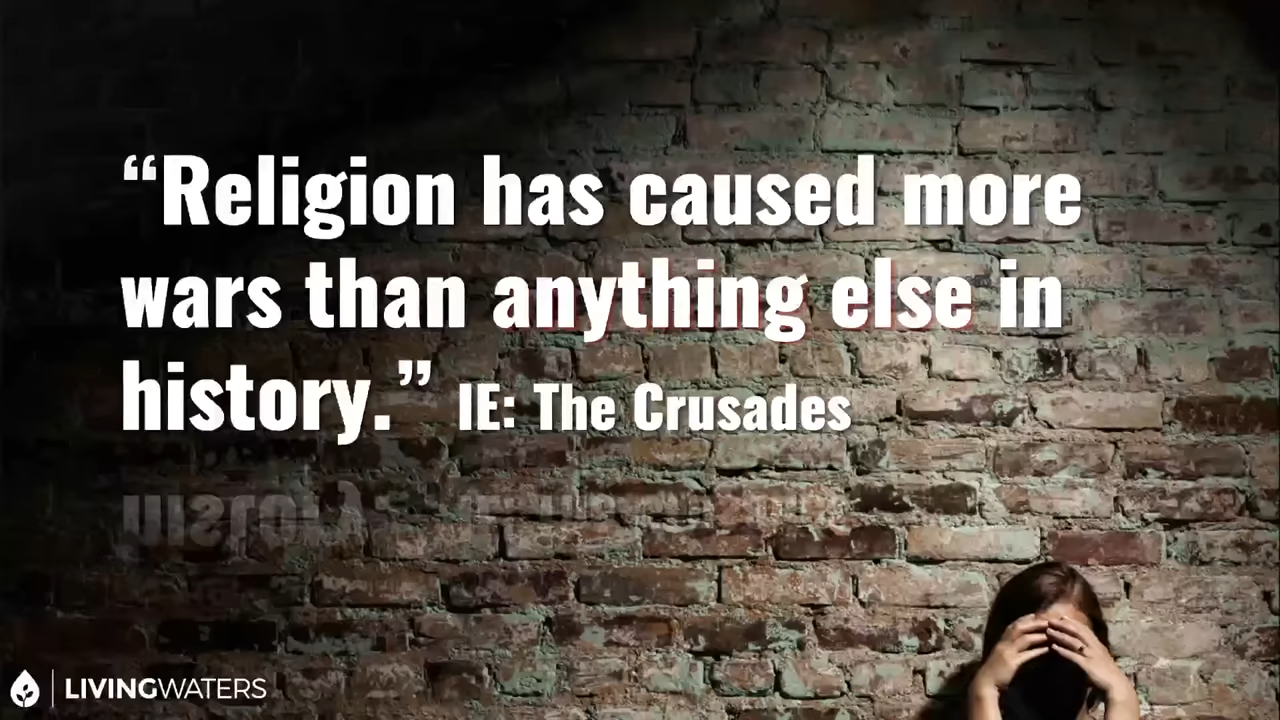 “Religion has caused more
wars than anything else in
history.” IE: The Crusades
LIVINGWATERS